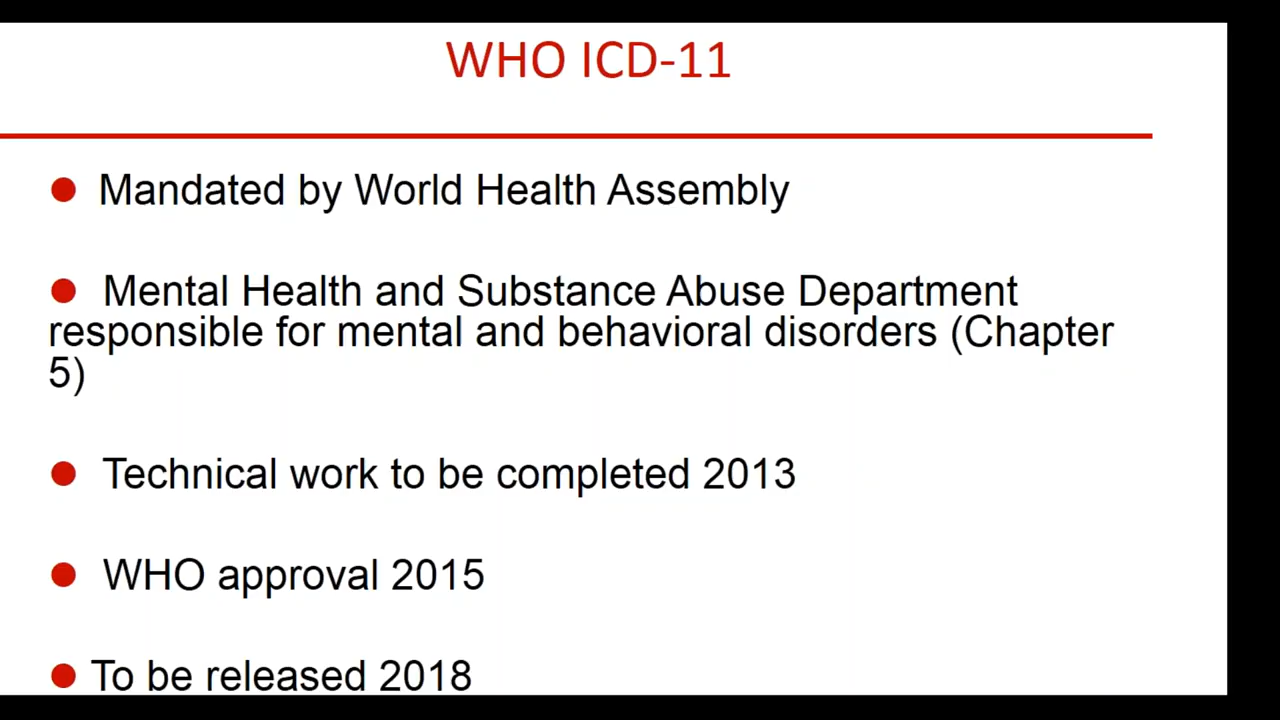 WHO ICD-11
● Mandated by World Health Assembly
● Mental Health and Substance Abuse Department
responsible for mental and behavioral disorders (Chapter
5)
● Technical work to be completed 2013
● WHO approval 2015
● To be released 2018